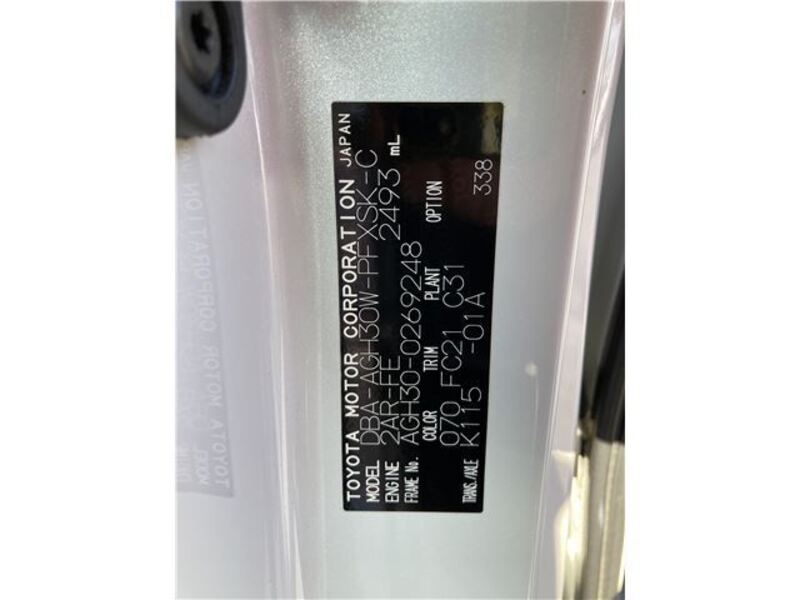 TOYOTA MOTOR CORPORATION JAPAN
MODEL DBA-AGH30W-PFXSK-C
ENGINE 2AR-FE 2493 mL
FRAME No. AGH30-0269248
COLOR TRIM PLANT OPTION
070 FC21 C31 338
TRANS./AXLE K115 -01A